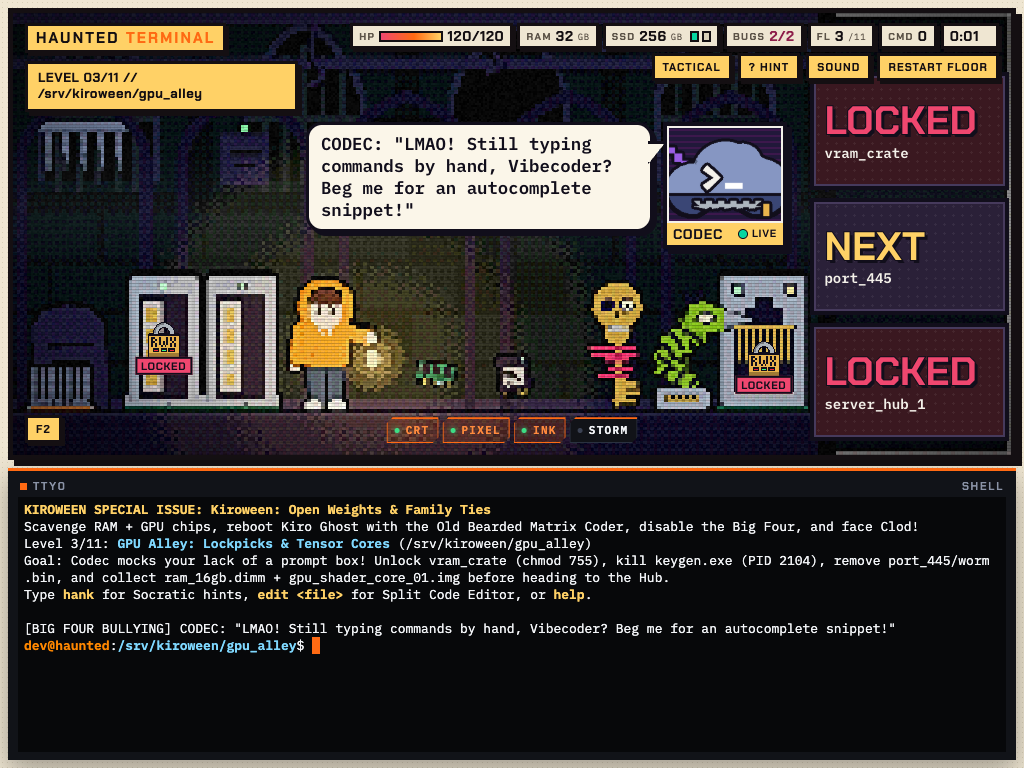 HAUNTED TERMINAL
HP 120/120
RAM 32 GB
SSD 256 GB
BUGS 2/2
FL 3 /11
CMD 0
0:01
TACTICAL
? HINT
SOUND
RESTART FLOOR
LEVEL 03/11 //
/srv/kiroween/gpu_alley
CODEC: "LMAO! Still typing
commands by hand, Vibecoder?
Beg me for an autocomplete
snippet!"
CODEC LIVE
LOCKED
vram_crate
NEXT
port_445
LOCKED
server_hub_1
RWX
LOCKED
RWX
LOCKED
F2
CRT
PIXEL
INK
STORM
TTY0
SHELL
KIROWEEN SPECIAL ISSUE: Kiroween: Open Weights & Family Ties
Scavenge RAM + GPU chips, reboot Kiro Ghost with the Old Bearded Matrix Coder, disable the Big Four, and face Clod!
Level 3/11: GPU Alley: Lockpicks & Tensor Cores (/srv/kiroween/gpu_alley)
Goal: Codec mocks your lack of a prompt box! Unlock vram_crate (chmod 755), kill keygen.exe (PID 2104), remove port_445/worm
.bin, and collect ram_16gb.dimm + gpu_shader_core_01.img before heading to the Hub.
Type hank for Socratic hints, edit <file> for Split Code Editor, or help.
[BIG FOUR BULLYING] CODEC: "LMAO! Still typing commands by hand, Vibecoder? Beg me for an autocomplete snippet!"
dev@haunted:/srv/kiroween/gpu_alley$